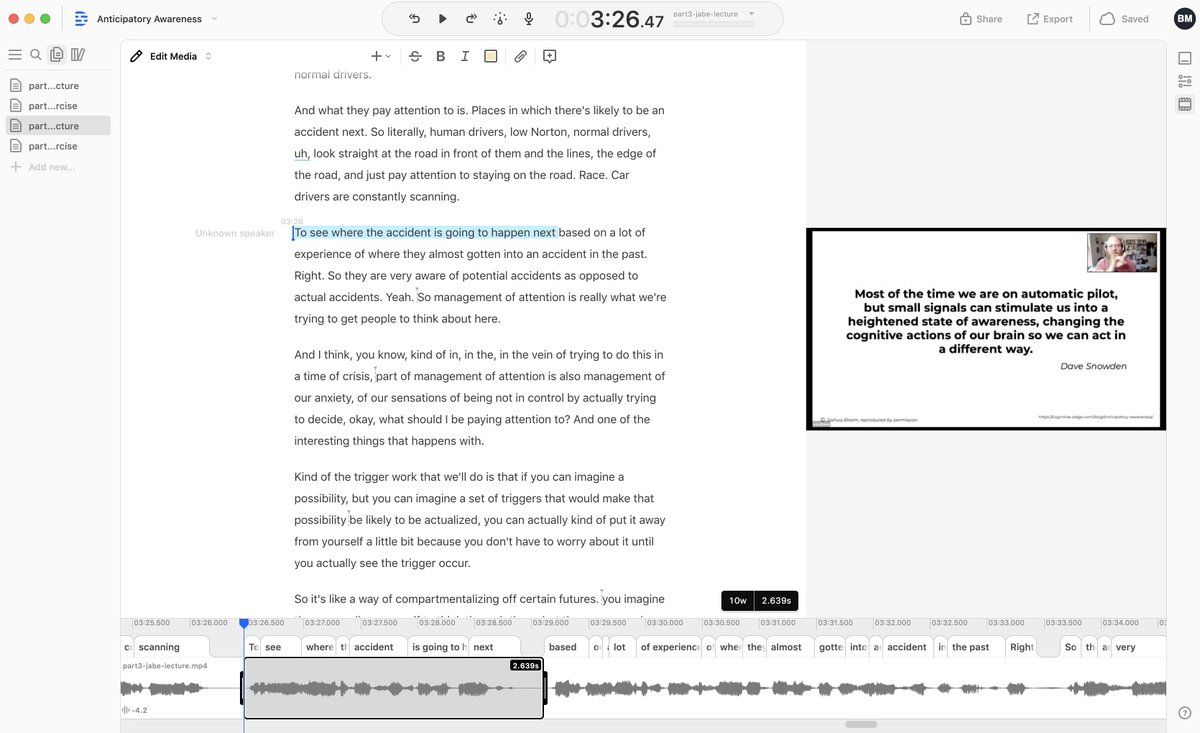 Anticipatory Awareness
0:03:26.47
part3-jabe-lecture
Share
Export
Saved
BM
Edit Media
B
I
part...cture
part...rcise
part...cture
part...rcise
Add new...
normal drivers.
And what they pay attention to is. Places in which there's likely to be an
accident next. So literally, human drivers, low Norton, normal drivers,
uh, look straight at the road in front of them and the lines, the edge of
the road, and just pay attention to staying on the road. Race. Car
drivers are constantly scanning.
03:26
Unknown speaker
To see where the accident is going to happen next based on a lot of
experience of where they almost gotten into an accident in the past.
Right. So they are very aware of potential accidents as opposed to
actual accidents. Yeah. So management of attention is really what we're
trying to get people to think about here.
And I think, you know, kind of in, in the, in the vein of trying to do this in
a time of crisis, part of management of attention is also management of
our anxiety, of our sensations of being not in control by actually trying
to decide, okay, what should I be paying attention to? And one of the
interesting things that happens with.
Kind of the trigger work that we'll do is that if you can imagine a
possibility, but you can imagine a set of triggers that would make that
possibility be likely to be actualized, you can actually kind of put it away
from yourself a little bit because you don't have to worry about it until
you actually see the trigger occur.
So it's like a way of compartmentalizing off certain futures. you imagine
10w 2.639s
Most of the time we are on automatic pilot,
but small signals can stimulate us into a
heightened state of awareness, changing the
cognitive actions of our brain so we can act in
a different way.
Dave Snowden
© Joshua Bloom, reproduced by permission
https://cognitive-edge.com/blog/anticipatory-awareness/
03:25.500 03:26.000 03:26.500 03:27.000 03:27.500 03:28.000 03:28.500 03:29.000 03:29.500 03:30.000 03:30.500 03:31.000 03:31.500 03:32.000 03:32.500 03:33.000 03:33.500 03:34.000
scanning To see where th accident is going to h next based lot of experienc whe they almost gotte into a accident in the past Right So th ar very
part3-jabe-lecture.mp4
2.639s
-4.2